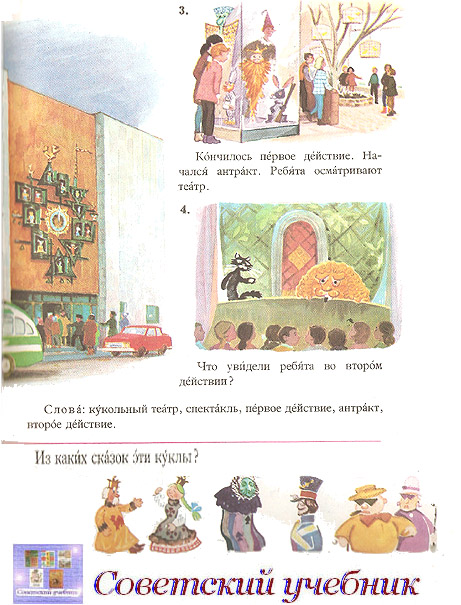 3.
Ко́нчилось пе́рвое де́йствие. На-
чался́ антра́кт. Ребя́та осма́тривают
теа́тр.
4.
Что уви́дели ребя́та во второ́м
де́йствии?
Слова́: ку́кольный теа́тр, спекта́кль, пе́рвое де́йствие, антра́кт,
второ́е де́йствие.
Из каки́х ска́зок э́ти ку́клы?
Советский учебник
Советский учебник